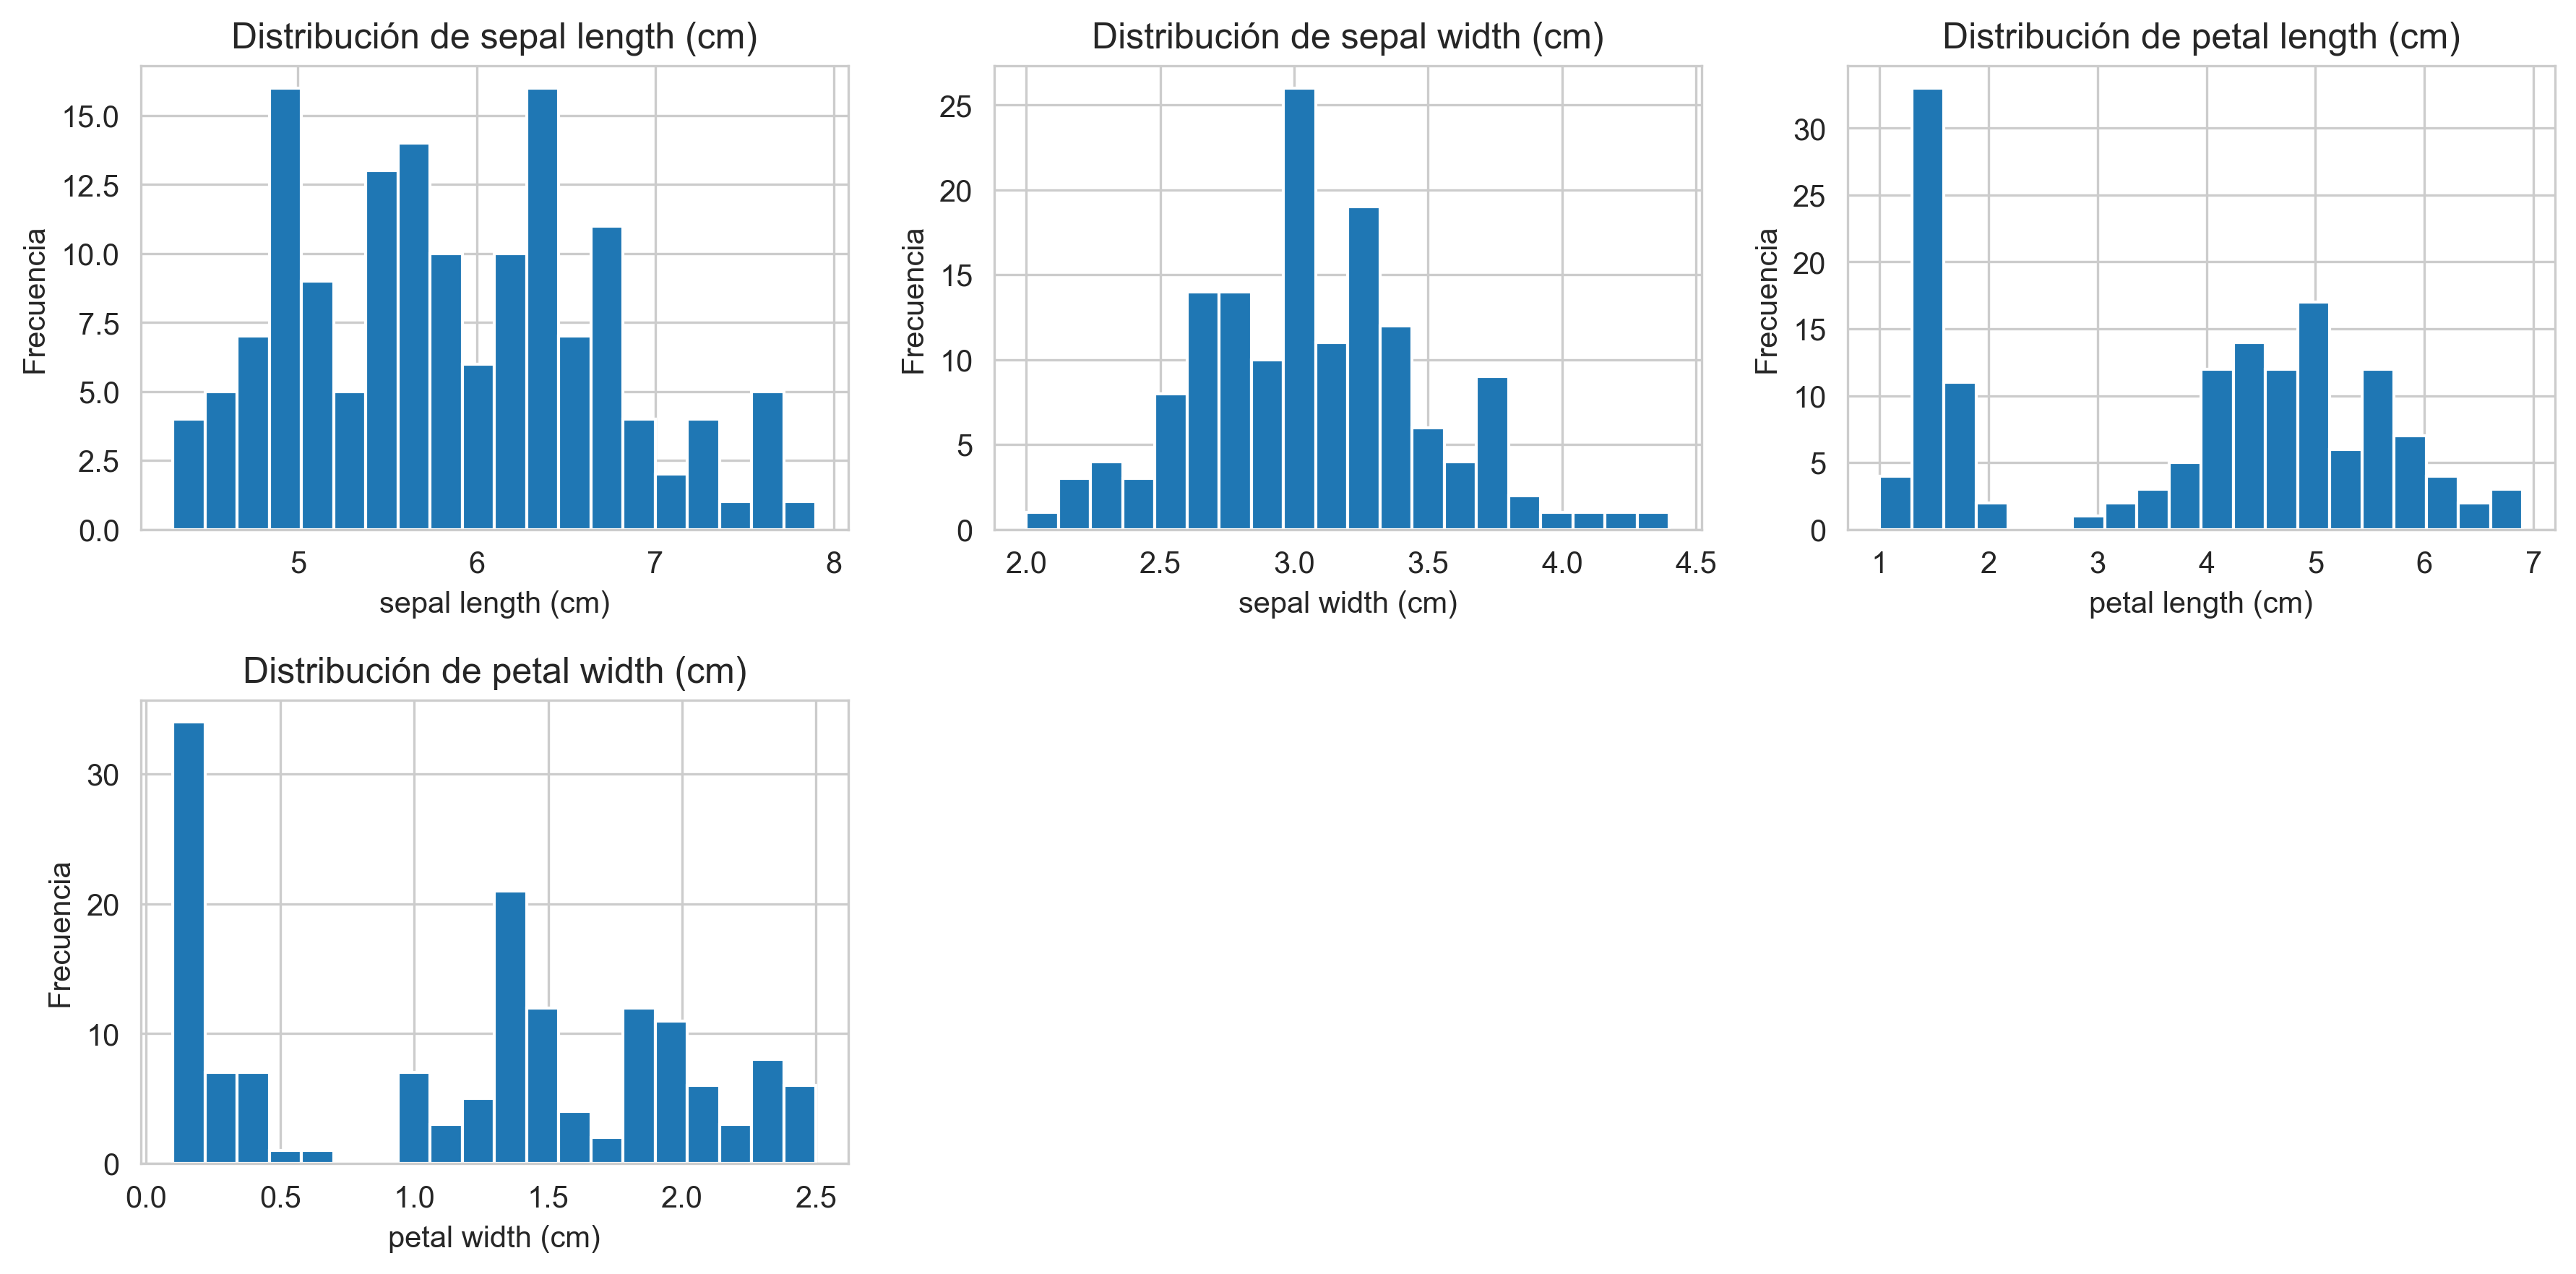 Distribución de sepal length (cm)
15.0
12.5
10.0
7.5
5.0
2.5
0.0
Frecuencia
5 6 7 8
sepal length (cm)
Distribución de sepal width (cm)
25
20
15
10
5
0
Frecuencia
2.0 2.5 3.0 3.5 4.0 4.5
sepal width (cm)
Distribución de petal length (cm)
30
25
20
15
10
5
0
Frecuencia
1 2 3 4 5 6 7
petal length (cm)
Distribución de petal width (cm)
30
20
10
0
Frecuencia
0.0 0.5 1.0 1.5 2.0 2.5
petal width (cm)